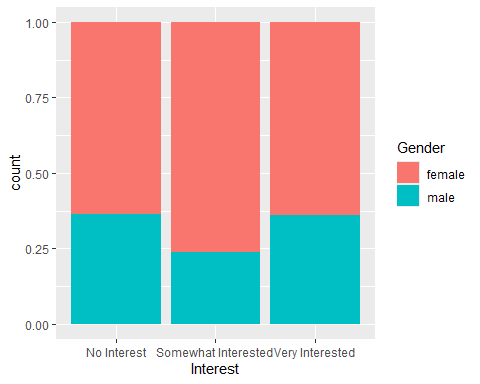 1.00
0.75
0.50
0.25
0.00
count
No Interest Somewhat Interested Very Interested
Interest
Gender
female
male